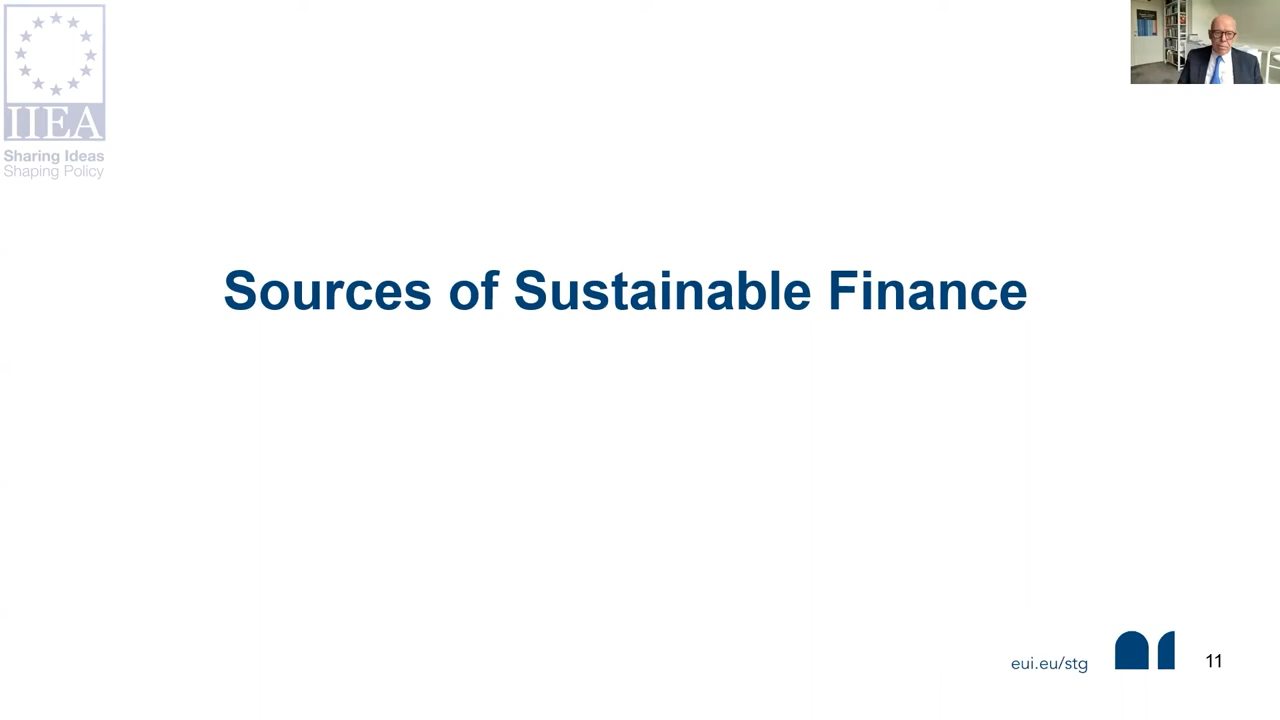 IIEA
Sharing Ideas
Shaping Policy
Sources of Sustainable Finance
eui.eu/stg
11